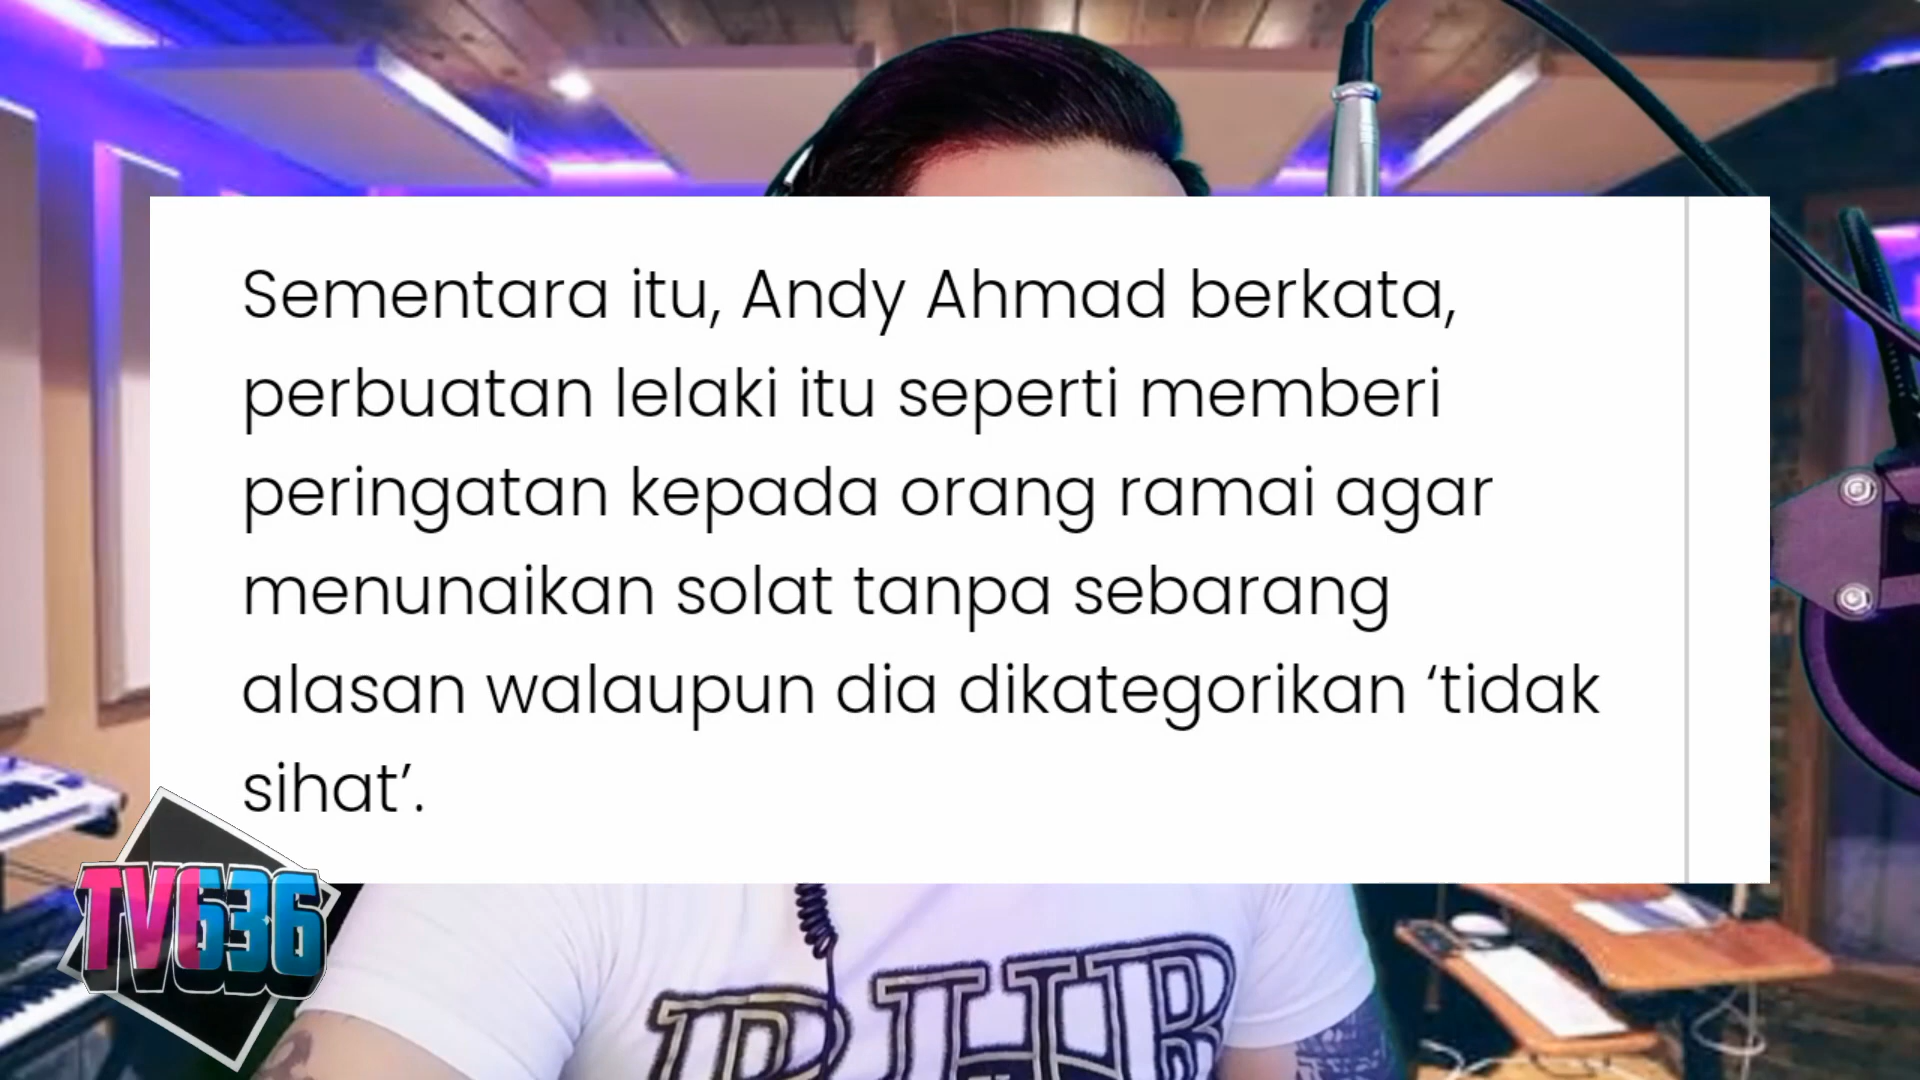 Sementara itu, Andy Ahmad berkata,
perbuatan lelaki itu seperti memberi
peringatan kepada orang ramai agar
menunaikan solat tanpa sebarang
alasan walaupun dia dikategorikan ‘tidak
sihat’.
TV636